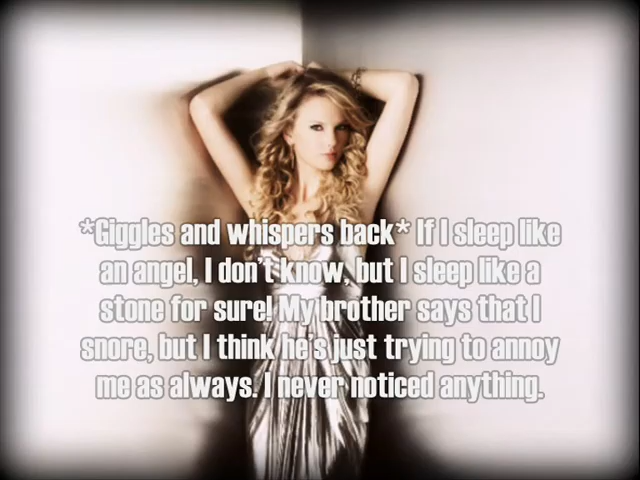 *Giggles and whispers back* If I sleep like
an angel, I don't know, but I sleep like a
stone for sure! My brother says that I
snore, but I think he's just trying to annoy
me as always. I never noticed anything.